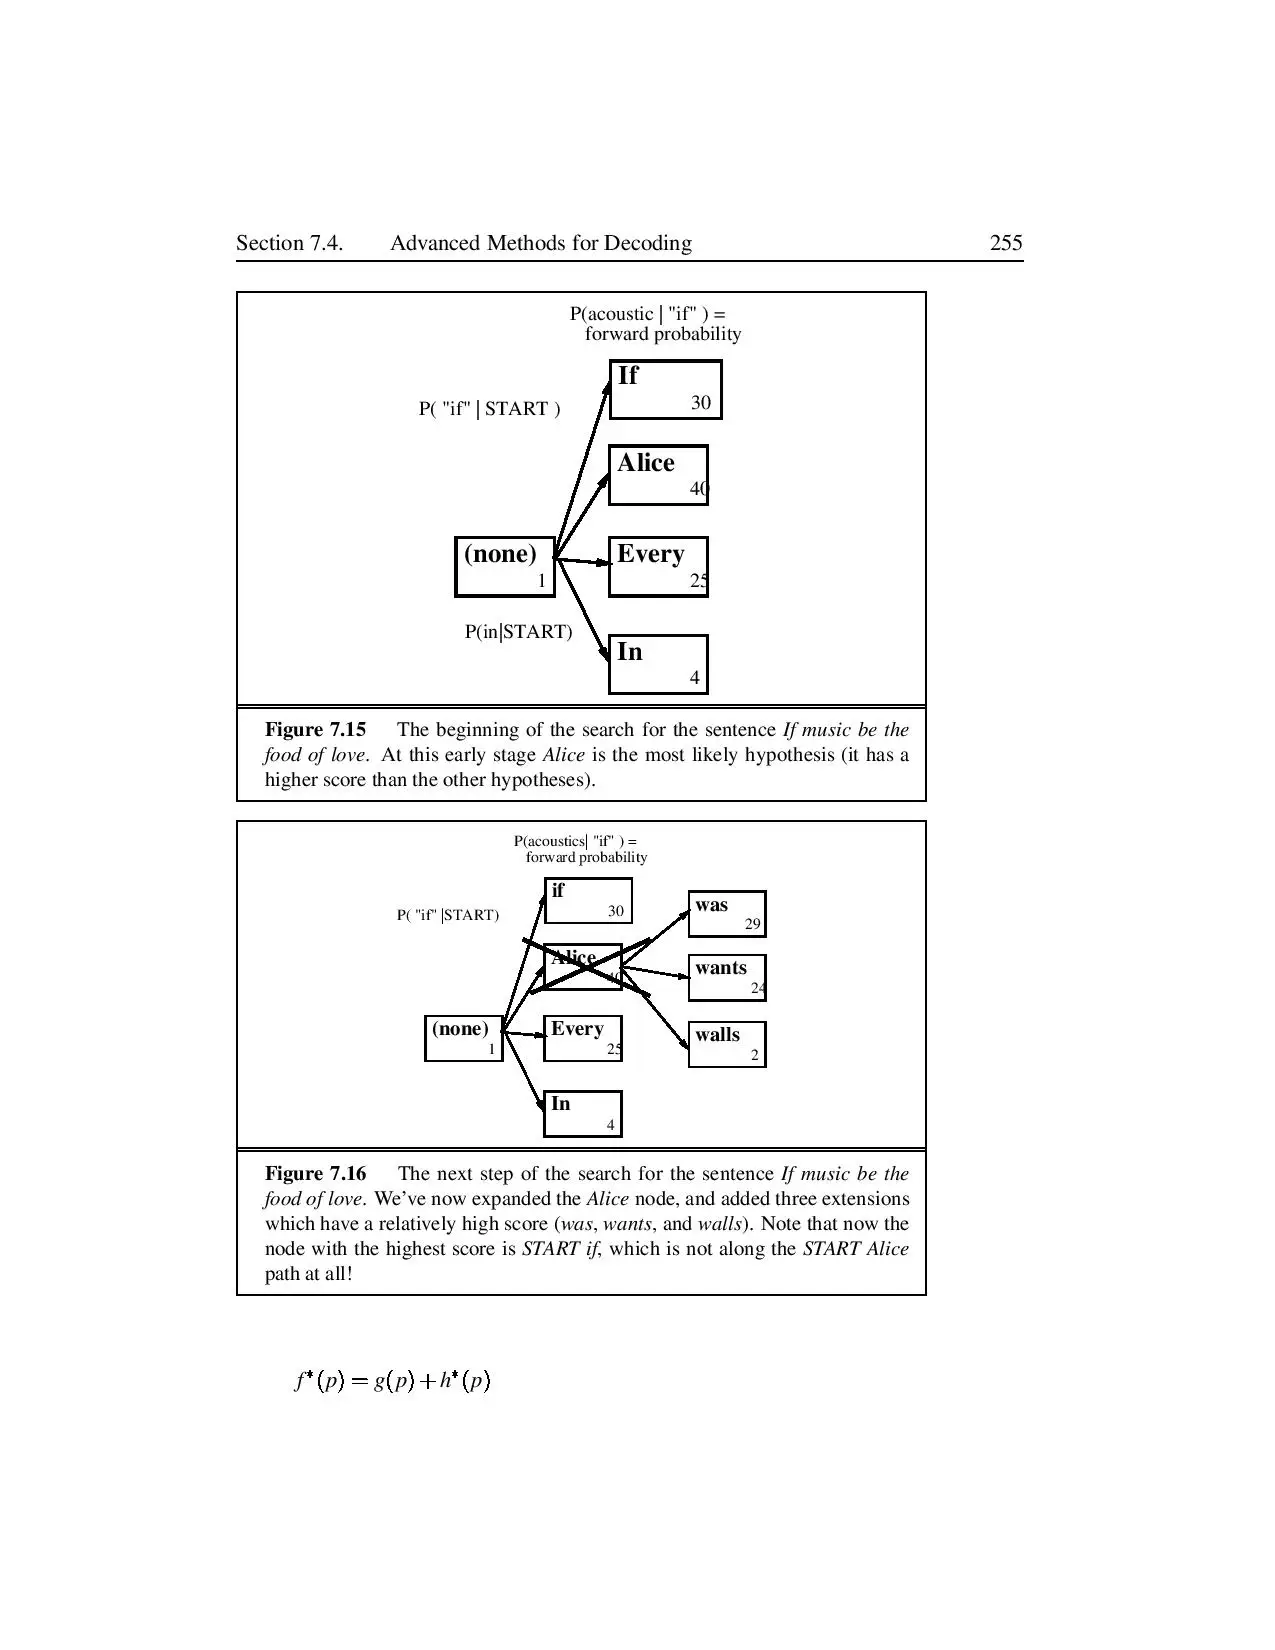 Section 7.4. Advanced Methods for Decoding 255
P(acoustic | "if" ) =
forward probability
If
30
P( "if" | START )
Alice
40
(none)
1
Every
25
P(in|START)
In
4
Figure 7.15 The beginning of the search for the sentence If music be the
food of love. At this early stage Alice is the most likely hypothesis (it has a
higher score than the other hypotheses).
P(acoustics| "if" ) =
forward probability
if
30
P( "if" |START)
was
29
Alice
40
wants
24
(none)
1
Every
25
walls
2
In
4
Figure 7.16 The next step of the search for the sentence If music be the
food of love. We've now expanded the Alice node, and added three extensions
which have a relatively high score (was, wants, and walls). Note that now the
node with the highest score is START if, which is not along the START Alice
path at all!
f*(p) = g(p) + h*(p)